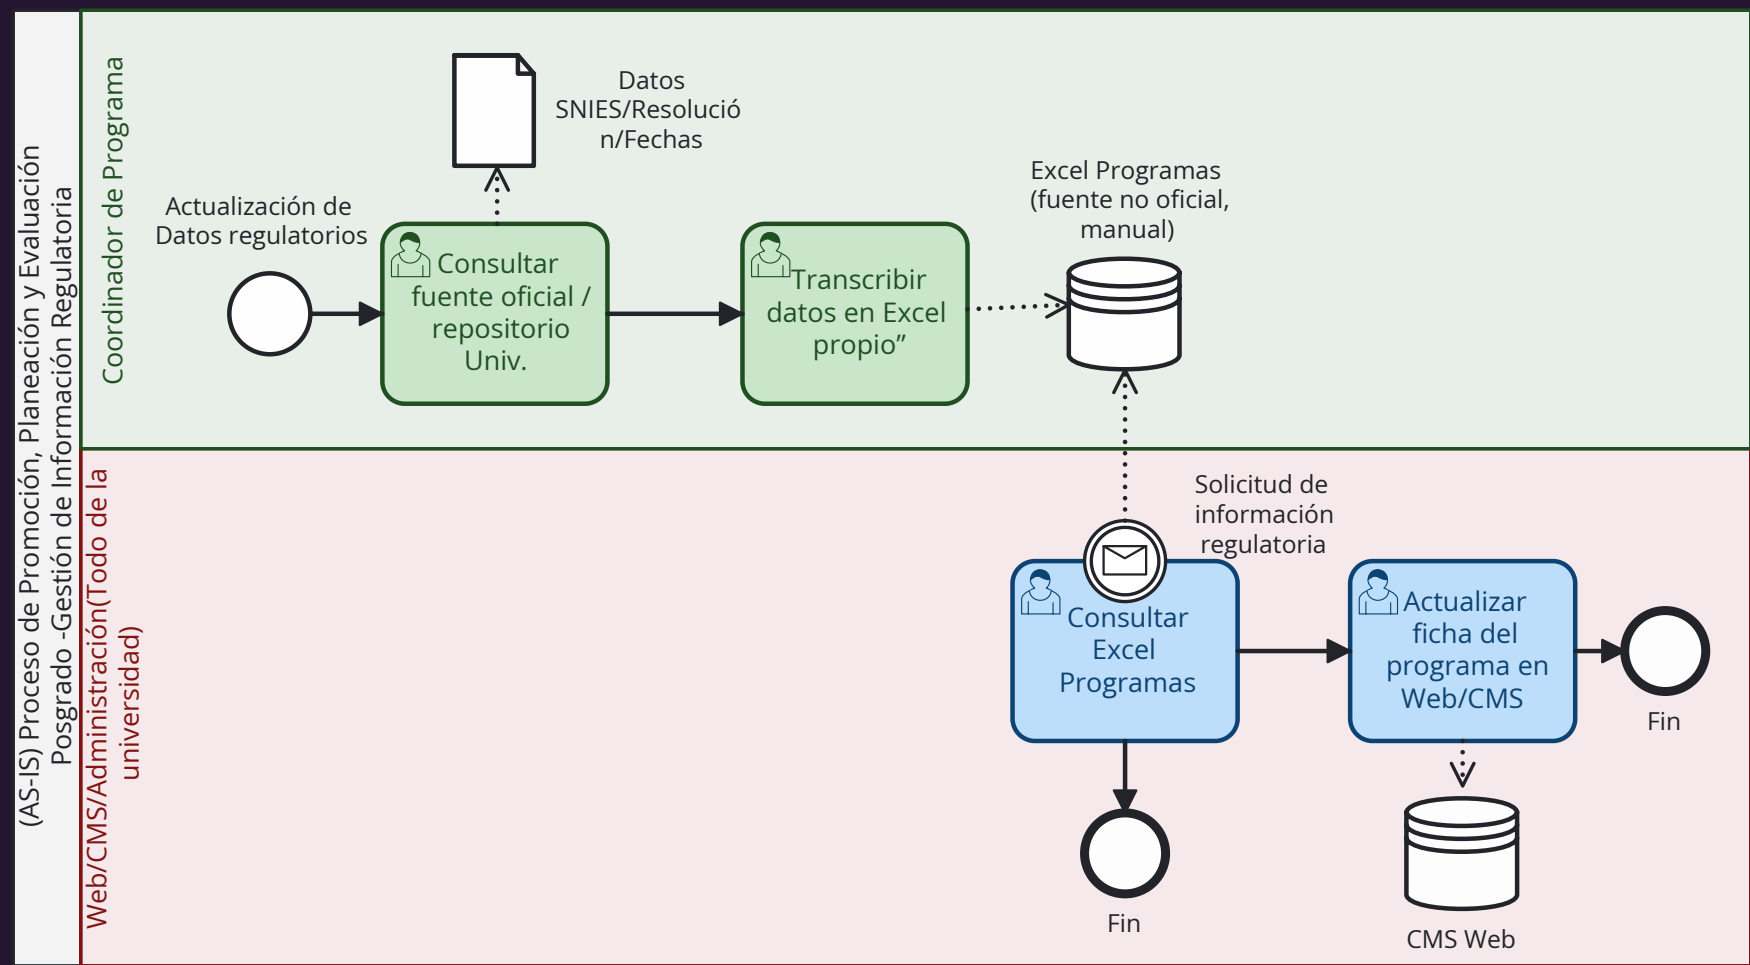 (AS-IS) Proceso de Promoción, Planeación y Evaluación
Posgrado -Gestión de Información Regulatoria
Coordinador de Programa
Datos
SNIES/Resolució
n/Fechas
Actualización de
Datos regulatorios
Consultar
fuente oficial /
repositorio
Univ.
Transcribir
datos en Excel
propio”
Excel Programas
(fuente no oficial,
manual)
Web/CMS/Administración(Todo de la
universidad)
Solicitud de
información
regulatoria
Consultar
Excel
Programas
Actualizar
ficha del
programa en
Web/CMS
Fin
Fin
CMS Web